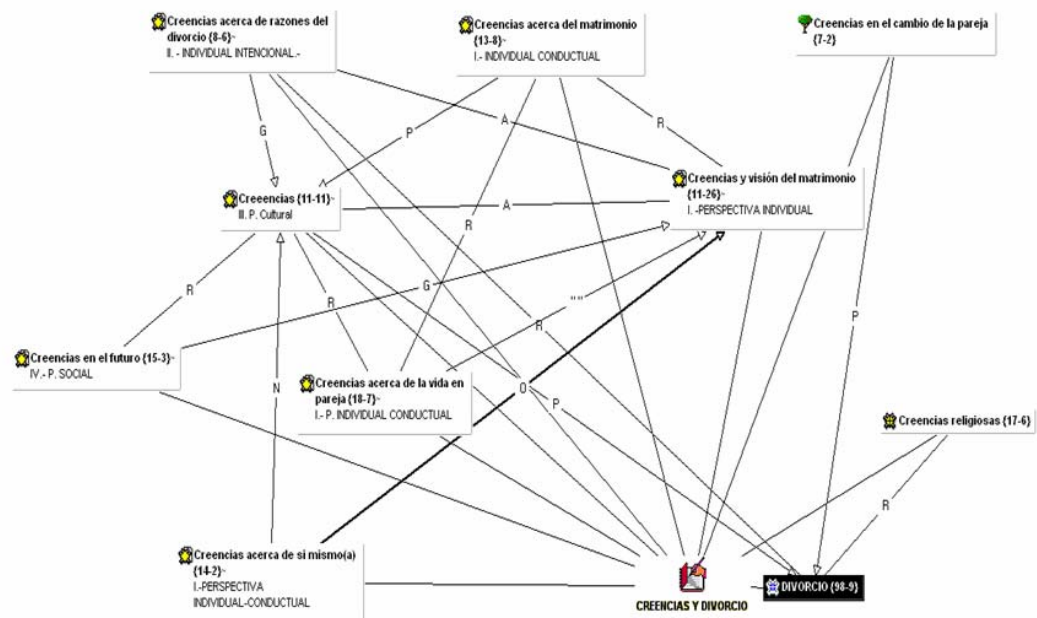 Creencias acerca de razones del
divorcio {8-6}~
II. - INDIVIDUAL INTENCIONAL.-
Creencias acerca del matrimonio
{13-8}~
I.- INDIVIDUAL CONDUCTUAL
Creencias en el cambio de la pareja
{7-2}
G
P
A
R
Creencias y visión del matrimonio
{11-26}~
I. -PERSPECTIVA INDIVIDUAL
Creeencias {11-11}~
III. P. Cultural
A
R
R
G
R
""
R
P
Creencias en el futuro {15-3}~
IV.- P. SOCIAL
N
Creencias acerca de la vida en
pareja {18-7}~
I.- P. INDIVIDUAL CONDUCTUAL
O
P
Creencias religiosas {17-6}
R
Creencias acerca de si mismo(a)
{14-2}~
I.-PERSPECTIVA
INDIVIDUAL-CONDUCTUAL
CREENCIAS Y DIVORCIO
DIVORCIO {98-9}~